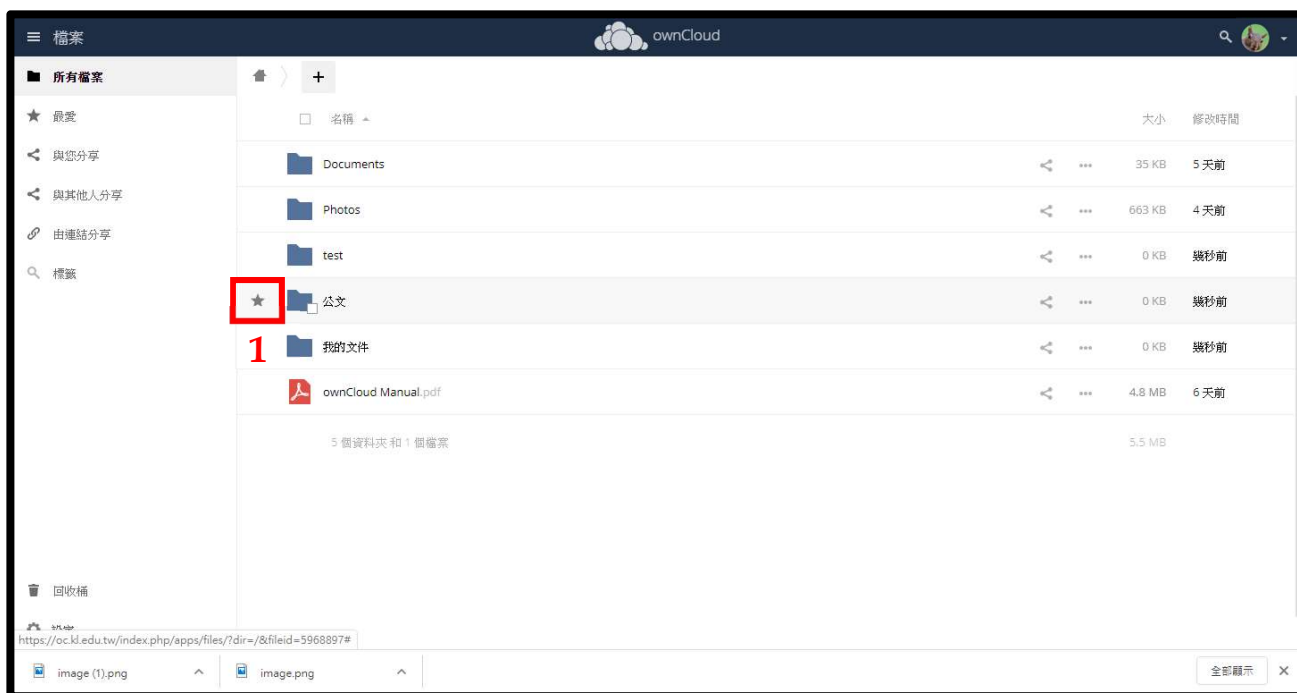 檔案
ownCloud
所有檔案
最愛
與您分享
與其他人分享
由連結分享
標籤
名稱 大小 修改時間
Documents 35 KB 5 天前
Photos 663 KB 4 天前
test 0 KB 幾秒前
公文 0 KB 幾秒前
1
我的文件 0 KB 幾秒前
ownCloud Manual.pdf 4.8 MB 6 天前
5 個資料夾 和 1 個檔案 5.5 MB
回收桶
https://oc.kl.edu.tw/index.php/apps/files/?dir=/&fileid=5968897#
image (1).png
image.png
全部顯示